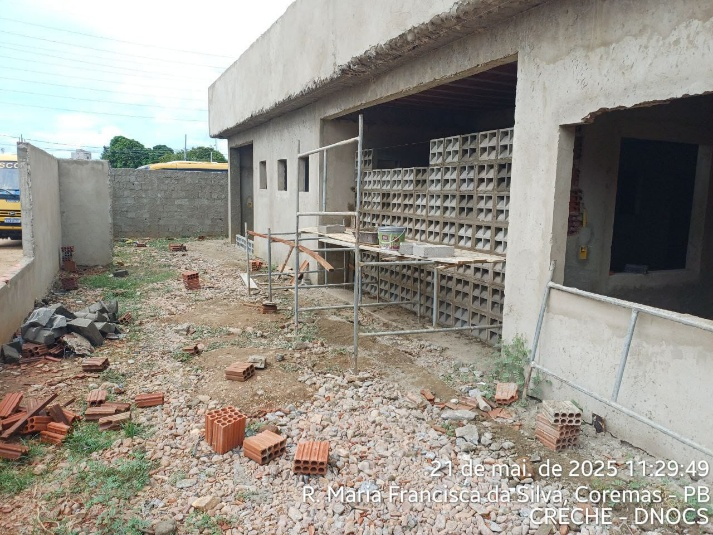 21 de mai. de 2025 11:29:49
R. Maria Francisca da Silva, Coremas - PB
CRECHE - DNOCS